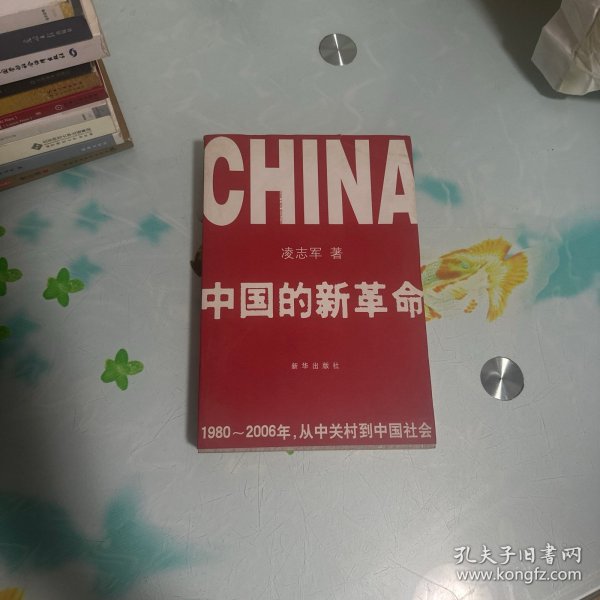 CHINA
凌志军 著
中国的新革命
新华出版社
1980～2006年，从中关村到中国社会
孔夫子旧书网
www.kongfz.com